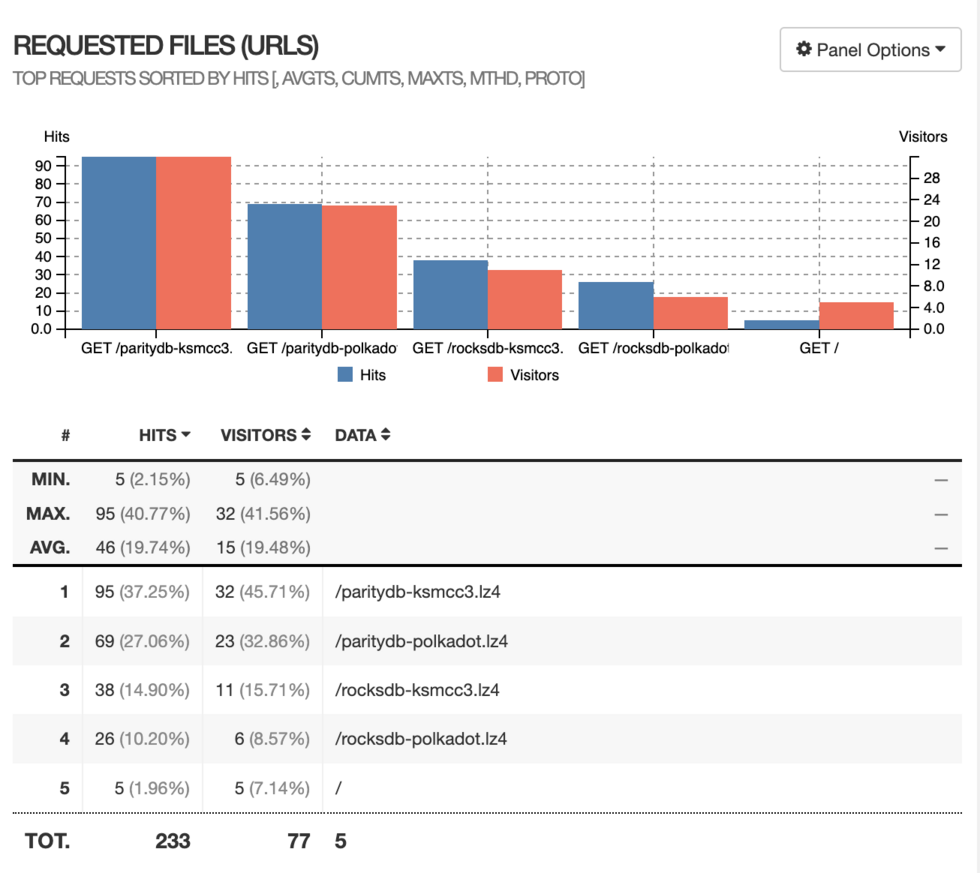 REQUESTED FILES (URLS)
Panel Options
TOP REQUESTS SORTED BY HITS [, AVGTS, CUMTS, MAXTS, MTHD, PROTO]
Hits Visitors
90
80
70
60
50
40
30
20
10
0.0
28
24
20
16
12
8.0
4.0
0.0
GET /paritydb-ksmcc3. GET /paritydb-polkado GET /rocksdb-ksmcc3. GET /rocksdb-polkadot GET /
Hits Visitors
# HITS VISITORS DATA
MIN. 5 (2.15%) 5 (6.49%) —
MAX. 95 (40.77%) 32 (41.56%) —
AVG. 46 (19.74%) 15 (19.48%) —
1 95 (37.25%) 32 (45.71%) /paritydb-ksmcc3.lz4
2 69 (27.06%) 23 (32.86%) /paritydb-polkadot.lz4
3 38 (14.90%) 11 (15.71%) /rocksdb-ksmcc3.lz4
4 26 (10.20%) 6 (8.57%) /rocksdb-polkadot.lz4
5 5 (1.96%) 5 (7.14%) /
TOT. 233 77 5